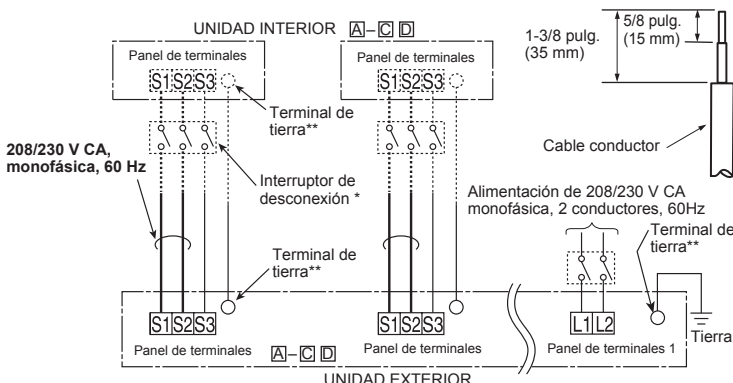 UNIDAD INTERIOR A–C D
Panel de terminales
S1 S2 S3
Panel de terminales
S1 S2 S3
Terminal de
tierra**
208/230 V CA,
monofásica, 60 Hz
Interruptor de
desconexión *
Terminal de
tierra**
1-3/8 pulg.
(35 mm)
5/8 pulg.
(15 mm)
Cable conductor
Alimentación de 208/230 V CA
monofásica, 2 conductores, 60Hz
Terminal de
tierra**
S1 S2 S3
Panel de terminales
A–C D
S1 S2 S3
Panel de terminales
L1 L2
Panel de terminales 1
Tierra
UNIDAD EXTERIOR